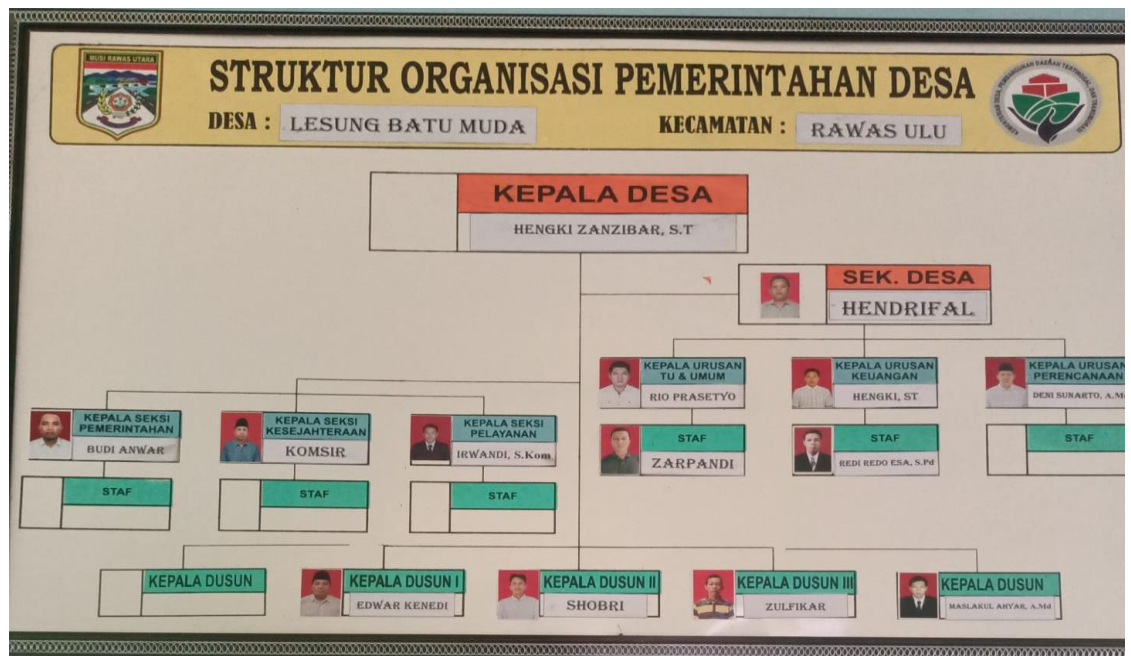 MUSI RAWAS UTARA
STRUKTUR ORGANISASI PEMERINTAHAN DESA
DESA : LESUNG BATU MUDA
KECAMATAN : RAWAS ULU
KEPALA DESA
HENGKI ZANZIBAR, S.T
SEK. DESA
HENDRIFAL
KEPALA URUSAN
TU & UMUM
RIO PRASETYO
KEPALA URUSAN
KEUANGAN
HENGKI, ST
KEPALA URUSAN
PERENCANAAN
DENI SUNARTO, A.Md
STAF
ZARPANDI
STAF
REDI REDO ESA, S.Pd
STAF
KEPALA SEKSI
PEMERINTAHAN
BUDI ANWAR
KEPALA SEKSI
KESEJAHTERAAN
KOMSIR
KEPALA SEKSI
PELAYANAN
IRWANDI, S.Kom
STAF
STAF
STAF
KEPALA DUSUN
KEPALA DUSUN I
EDWAR KENEDI
KEPALA DUSUN II
SHOBRI
KEPALA DUSUN III
ZULFIKAR
KEPALA DUSUN
MASLAKUL AHYAR, A.Md